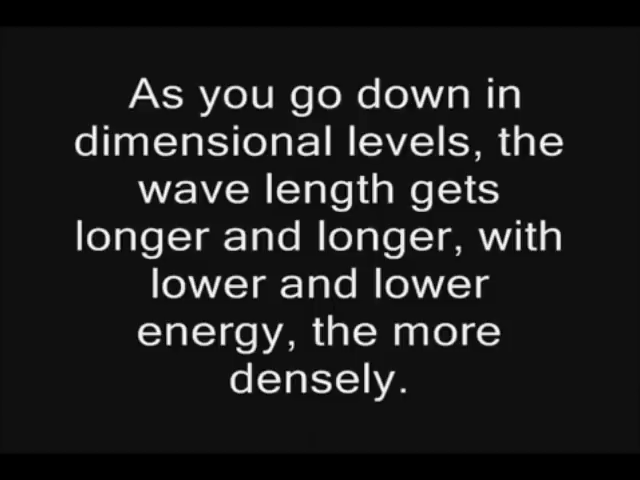 As you go down in
dimensional levels, the
wave length gets
longer and longer, with
lower and lower
energy, the more
densely.